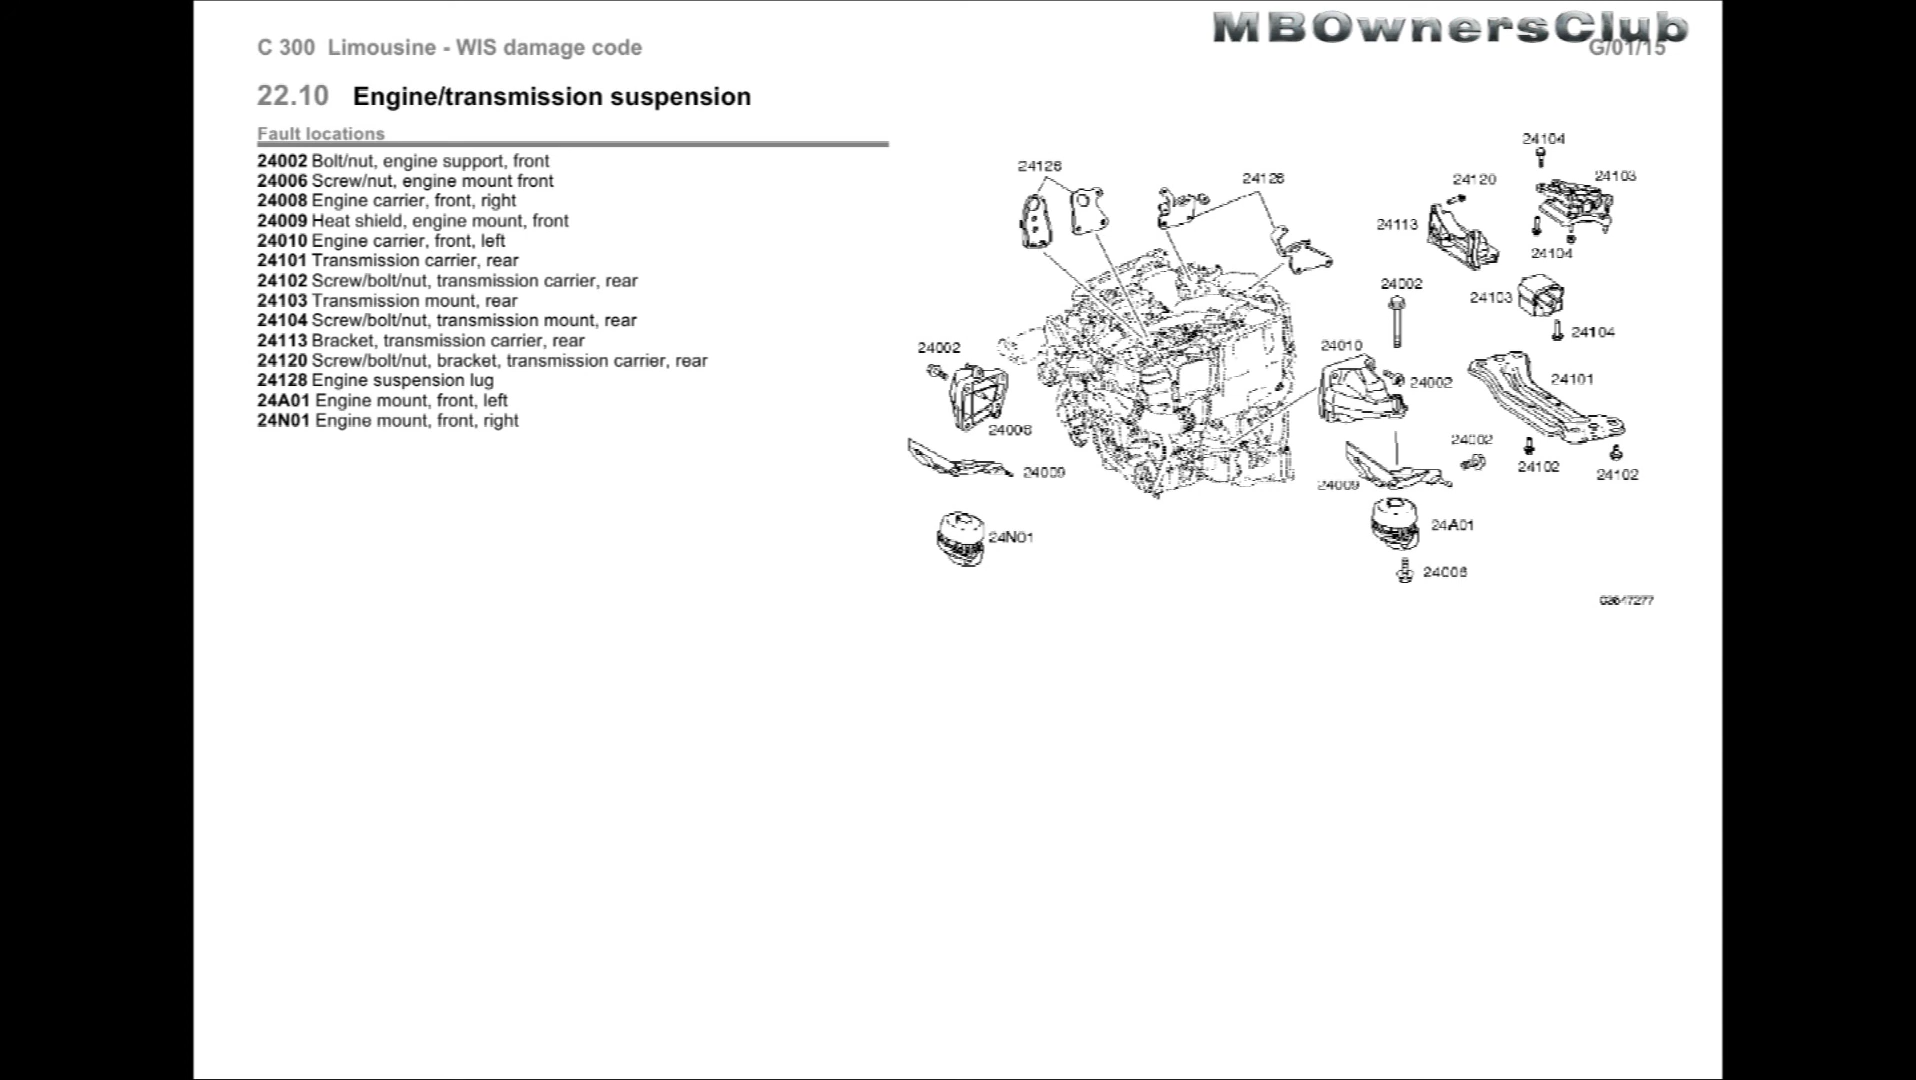 MBOwnersClub
C 300 Limousine - WIS damage code
G/01/15
22.10 Engine/transmission suspension
Fault locations
24002 Bolt/nut, engine support, front
24006 Screw/nut, engine mount front
24008 Engine carrier, front, right
24009 Heat shield, engine mount, front
24010 Engine carrier, front, left
24101 Transmission carrier, rear
24102 Screw/bolt/nut, transmission carrier, rear
24103 Transmission mount, rear
24104 Screw/bolt/nut, transmission mount, rear
24113 Bracket, transmission carrier, rear
24120 Screw/bolt/nut, bracket, transmission carrier, rear
24128 Engine suspension lug
24A01 Engine mount, front, left
24N01 Engine mount, front, right
24104
24128
24128
24120
24103
24113
24104
24002
24103
24104
24002
24010
24101
24002
24008
24002
24009
24102
24102
24009
24N01
24A01
24006